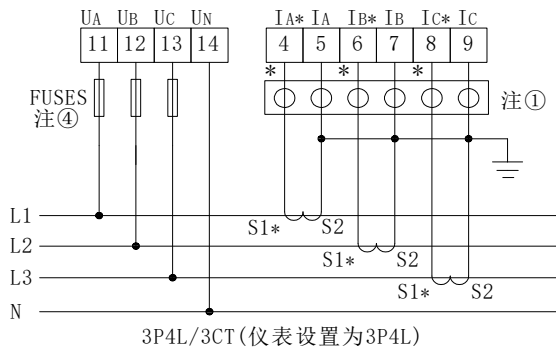 UA UB UC UN IA* IA IB* IB IC* IC
11 12 13 14 4 5 6 7 8 9
* * *
FUSES
注④
注①
L1
S1* S2
L2
S1* S2
L3
S1* S2
N
3P4L/3CT(仪表设置为3P4L)